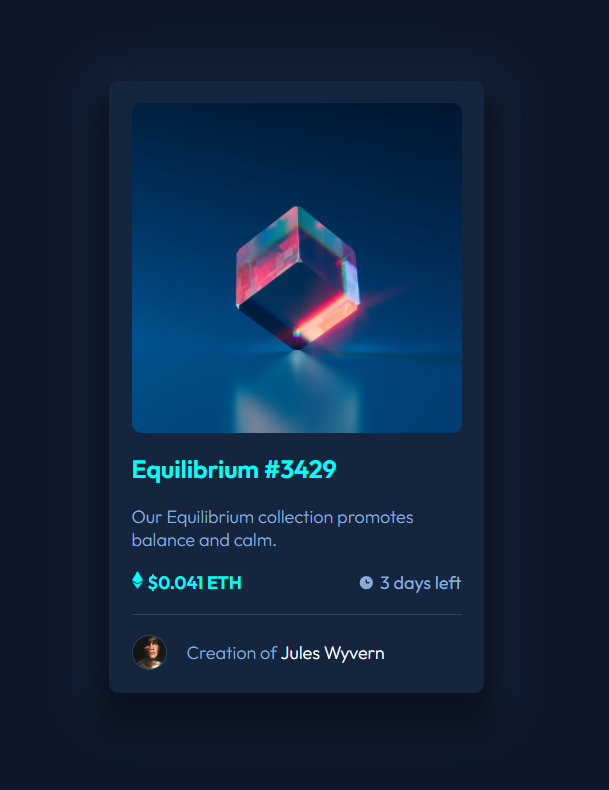 Equilibrium #3429
Our Equilibrium collection promotes
balance and calm.
$0.041 ETH
3 days left
Creation of Jules Wyvern